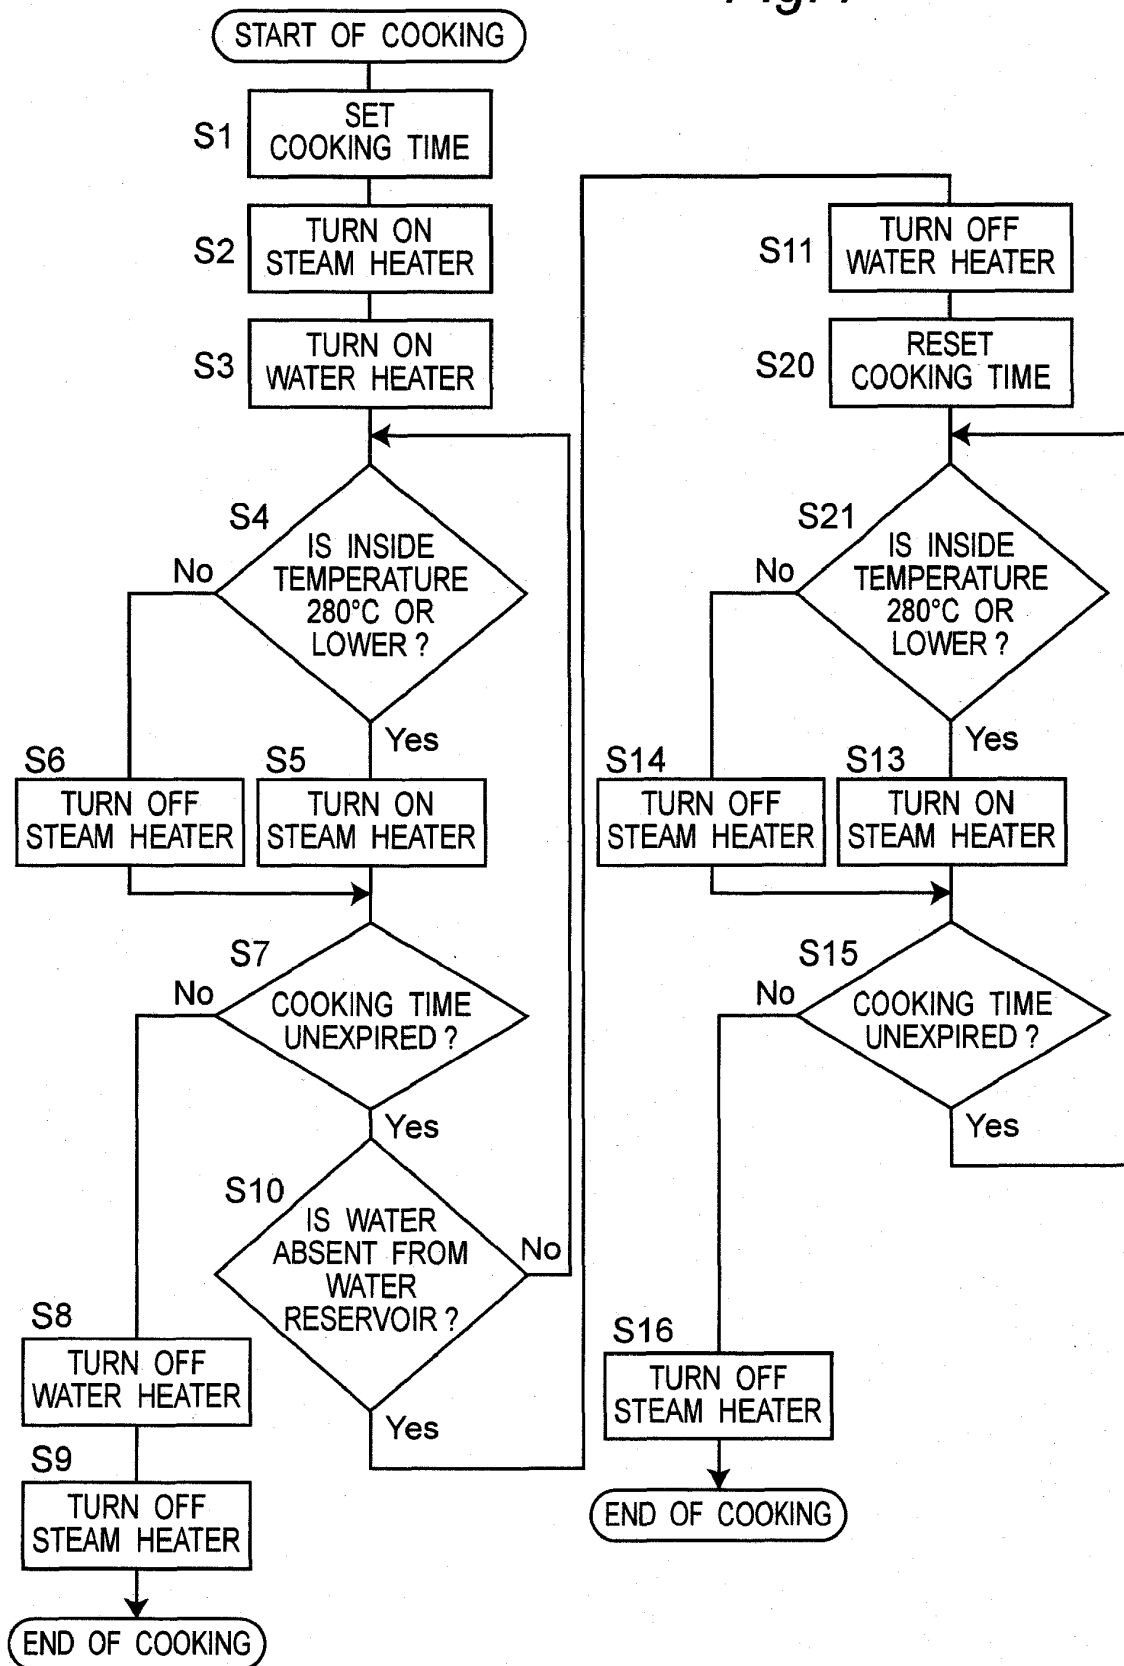 START OF COOKING
S1
SET
COOKING TIME
S2
TURN ON
STEAM HEATER
S3
TURN ON
WATER HEATER
S4
IS INSIDE
TEMPERATURE
280°C OR
LOWER ?
No
Yes
S6
TURN OFF
STEAM HEATER
S5
TURN ON
STEAM HEATER
S7
COOKING TIME
UNEXPIRED ?
No
Yes
S10
IS WATER
ABSENT FROM
WATER
RESERVOIR ?
No
Yes
S8
TURN OFF
WATER HEATER
S9
TURN OFF
STEAM HEATER
END OF COOKING
S11
TURN OFF
WATER HEATER
S20
RESET
COOKING TIME
S21
IS INSIDE
TEMPERATURE
280°C OR
LOWER ?
No
Yes
S14
TURN OFF
STEAM HEATER
S13
TURN ON
STEAM HEATER
S15
COOKING TIME
UNEXPIRED ?
No
Yes
S16
TURN OFF
STEAM HEATER
END OF COOKING